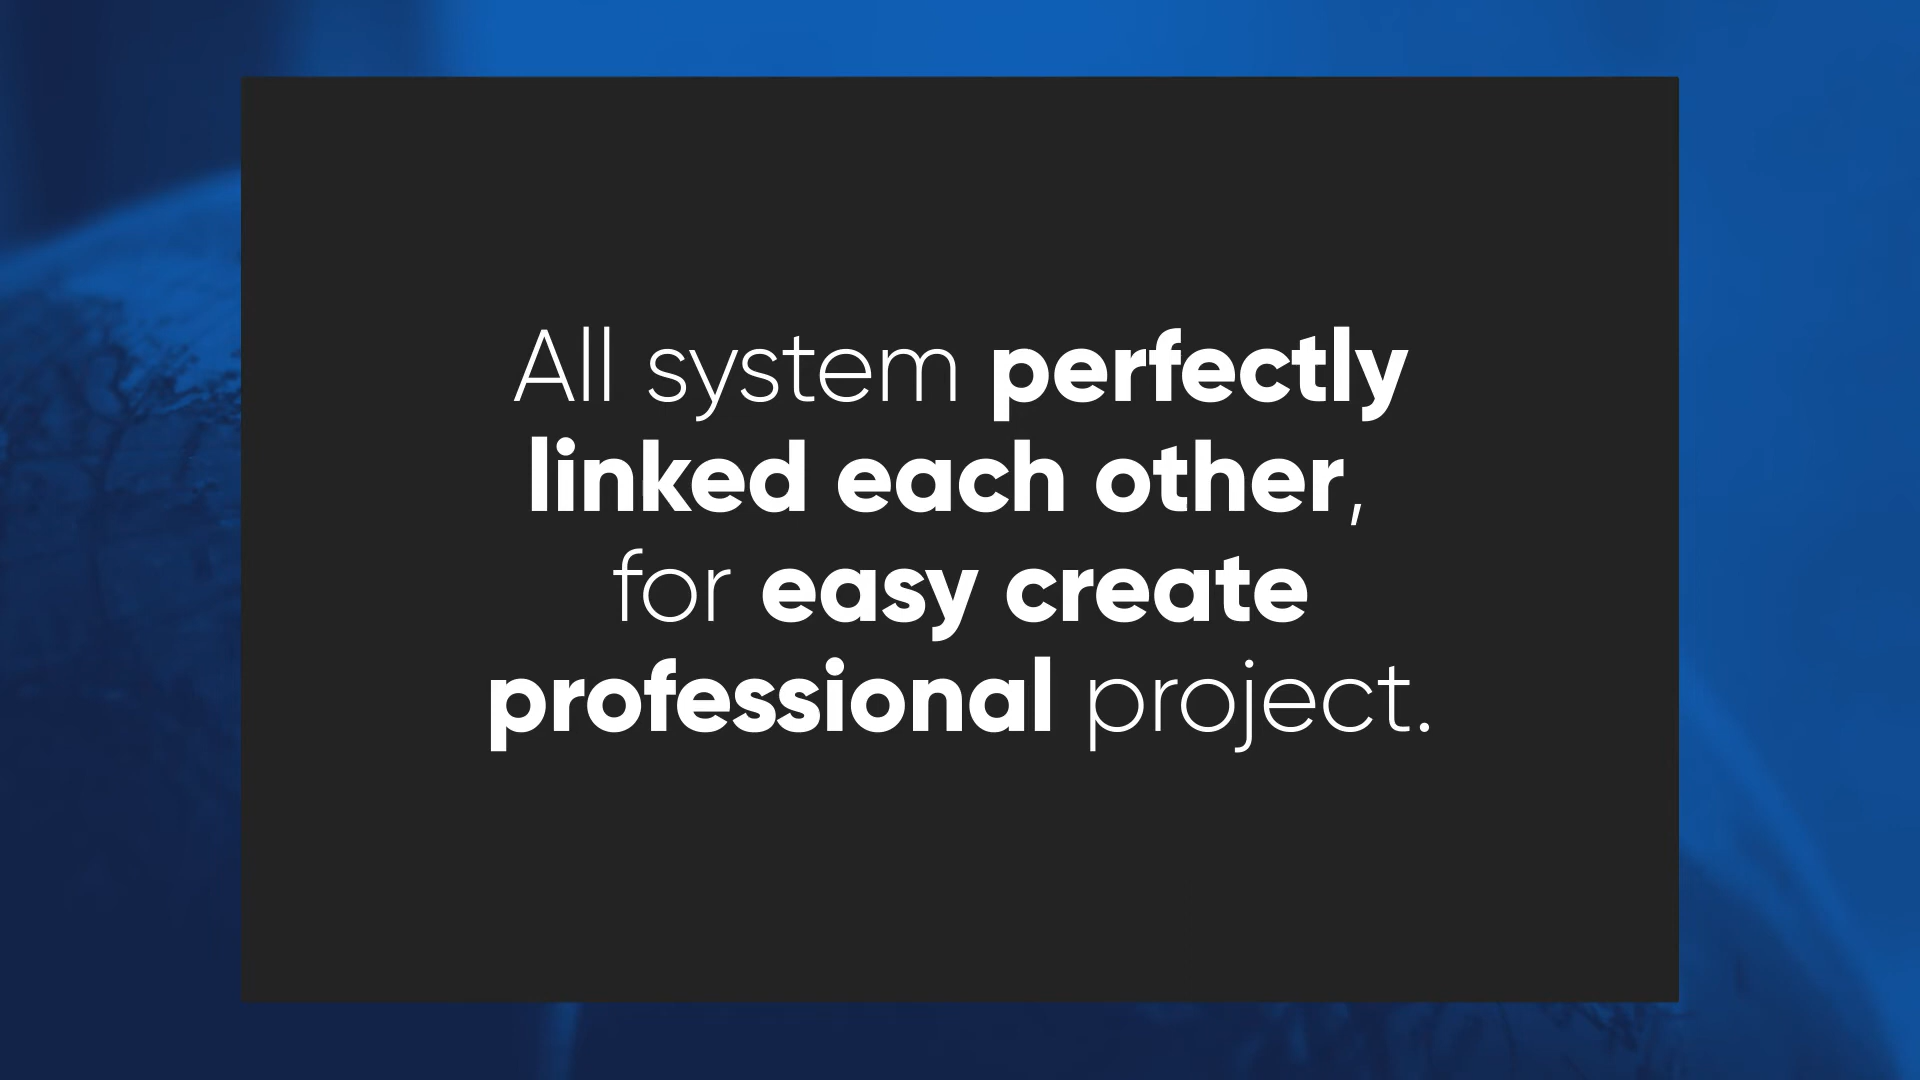 All system perfectly
linked each other,
for easy create
professional project.